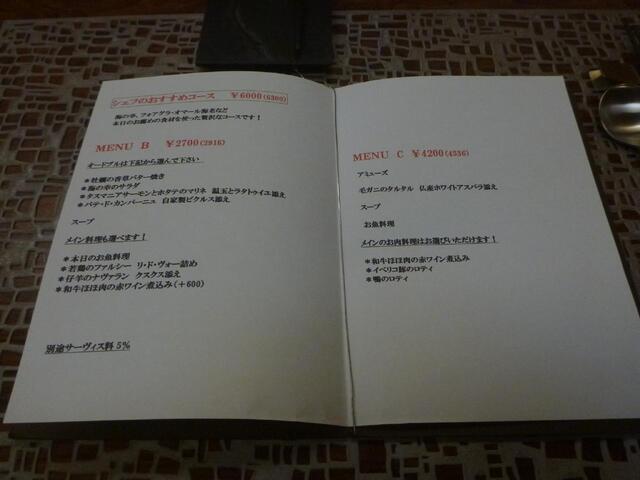 シェフのおすすめコース ￥6000(6300)
海の幸、フォアグラ・オマール海老など
本日のお薦めの食材を使った贅沢なコースです！
MENU B ￥2700(2916)
オードブルは下記から選んで下さい
＊牡蠣の香草バター焼き
＊海の幸のサラダ
＊タスマニアサーモンとホタテのマリネ 温玉とラタトゥイユ添え
＊パテ・ド・カンパーニュ 自家製ピクルス添え
スープ
メイン料理も選べます！
＊本日のお魚料理
＊若鶏のファルシー リ・ド・ヴォー詰め
＊仔羊のナヴァラン クスクス添え
＊和牛ほほ肉の赤ワイン煮込み(＋600)
別途サーヴィス料 5％
MENU C ￥4200(4536)
アミューズ
毛ガニのタルタル 仏産ホワイトアスパラ添え
スープ
お魚料理
メインのお肉料理はお選びいただけます！
＊和牛ほほ肉の赤ワイン煮込み
＊イベリコ豚のロティ
＊鴨のロティ